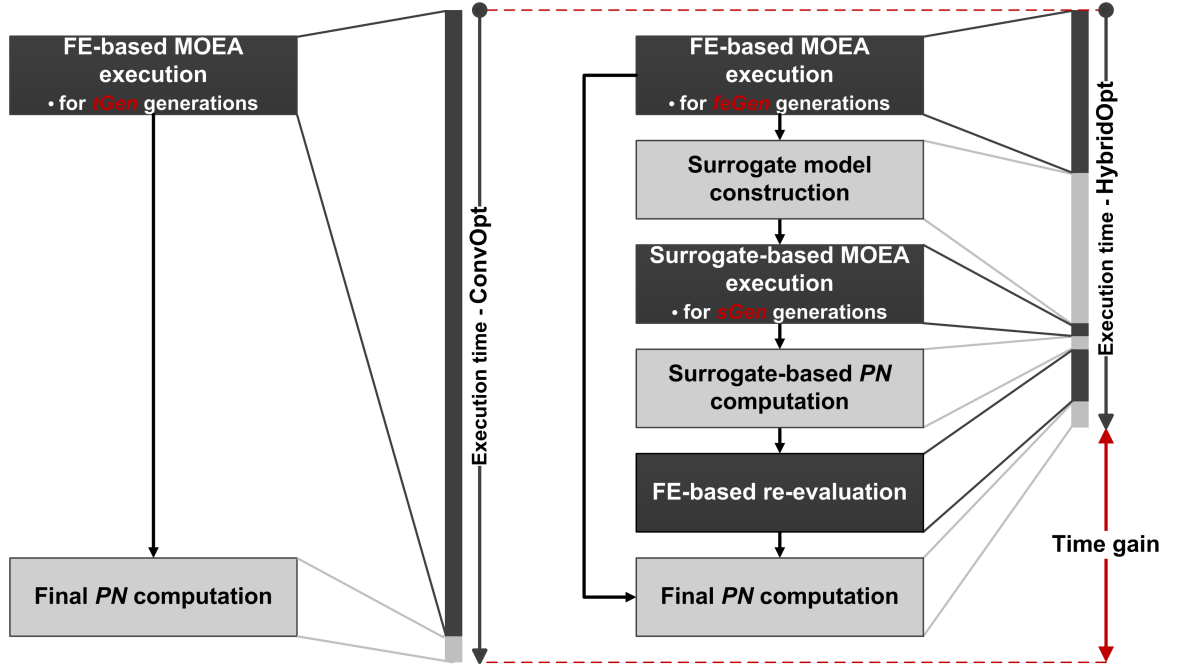 FE-based MOEA
execution
• for tGen generations
Final PN computation
Execution time - ConvOpt
FE-based MOEA
execution
• for feGen generations
Surrogate model
construction
Surrogate-based MOEA
execution
• for sGen generations
Surrogate-based PN
computation
FE-based re-evaluation
Final PN computation
Execution time - HybridOpt
Time gain